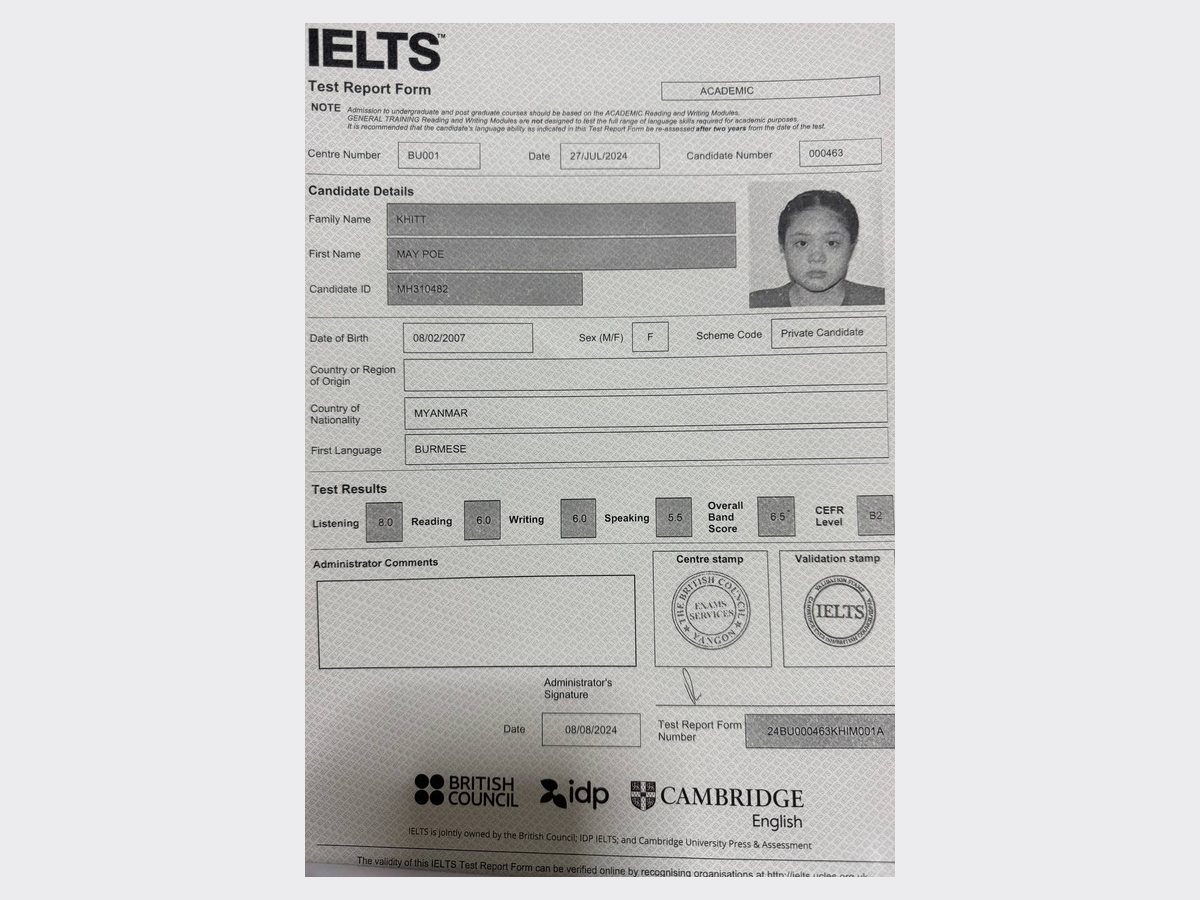 IELTS™
Test Report Form
ACADEMIC
NOTE Admission to undergraduate and post graduate courses should be based on the ACADEMIC Reading and Writing Modules.
GENERAL TRAINING Reading and Writing Modules are not designed to test the full range of language skills required for academic purposes.
It is recommended that the candidate's language ability as indicated in this Test Report Form be re-assessed after two years from the date of the test.
Centre Number BU001 Date 27/JUL/2024 Candidate Number 000463
Candidate Details
Family Name KHITT
First Name MAY POE
Candidate ID MH310482
Date of Birth 08/02/2007 Sex (M/F) F Scheme Code Private Candidate
Country or Region
of Origin
Country of
Nationality
MYANMAR
First Language BURMESE
Test Results
Listening 8.0 Reading 6.0 Writing 6.0 Speaking 5.5 Overall
Band
Score
6.5
CEFR
Level
B2
Administrator Comments
Centre stamp
THE BRITISH COUNCIL
EXAMS
SERVICES
YANGON
Validation stamp
VALIDATION STAMP
IELTS
Administrator's
Signature
Date 08/08/2024
Test Report Form
Number
24BU000463KHIM001A
BRITISH
COUNCIL
idp
CAMBRIDGE
English
IELTS is jointly owned by the British Council; IDP IELTS; and Cambridge University Press & Assessment
The validity of this IELTS Test Report Form can be verified online by recognising organisations at http://ielts.ucles.org.uk